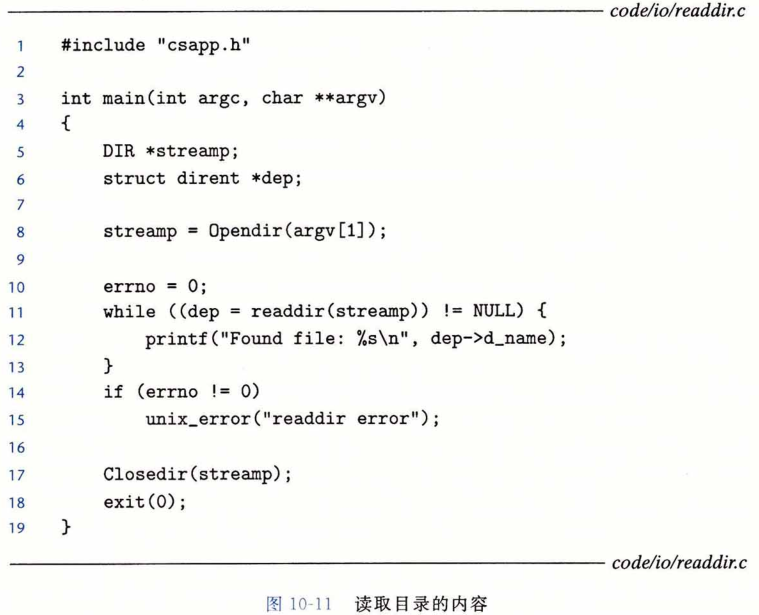 code/io/readdir.c
1 #include "csapp.h"
2
3 int main(int argc, char **argv)
4 {
5     DIR *streamp;
6     struct dirent *dep;
7
8     streamp = Opendir(argv[1]);
9
10     errno = 0;
11     while ((dep = readdir(streamp)) != NULL) {
12         printf("Found file: %s\n", dep->d_name);
13     }
14     if (errno != 0)
15         unix_error("readdir error");
16
17     Closedir(streamp);
18     exit(0);
19 }
code/io/readdir.c
图 10-11 读取目录的内容